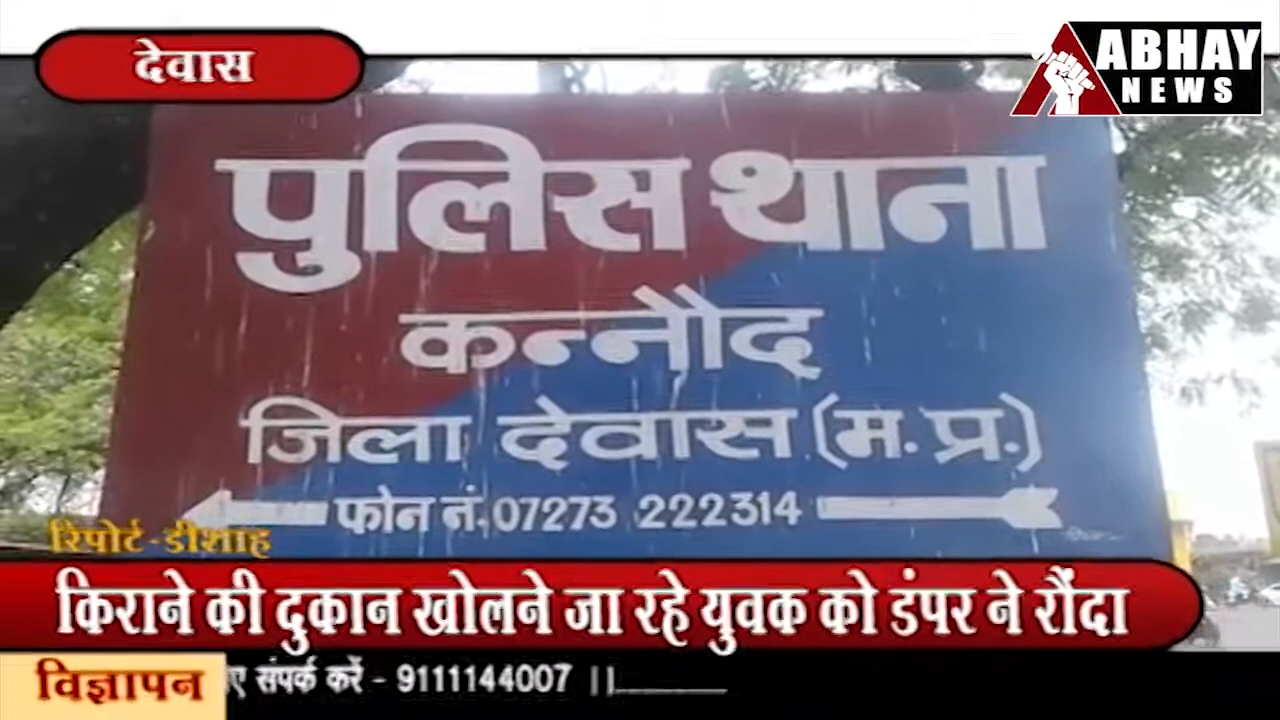 देवास
ABHAY
NEWS
पुलिस थाना
कन्नौद
जिला देवास (म. प्र.)
फोन नं. 07273 222314
रिपोर्ट-डीशाह
किराने की दुकान खोलने जा रहे युवक को डंपर ने रौंदा
विज्ञापन
संपर्क करें - 9111144007 ||